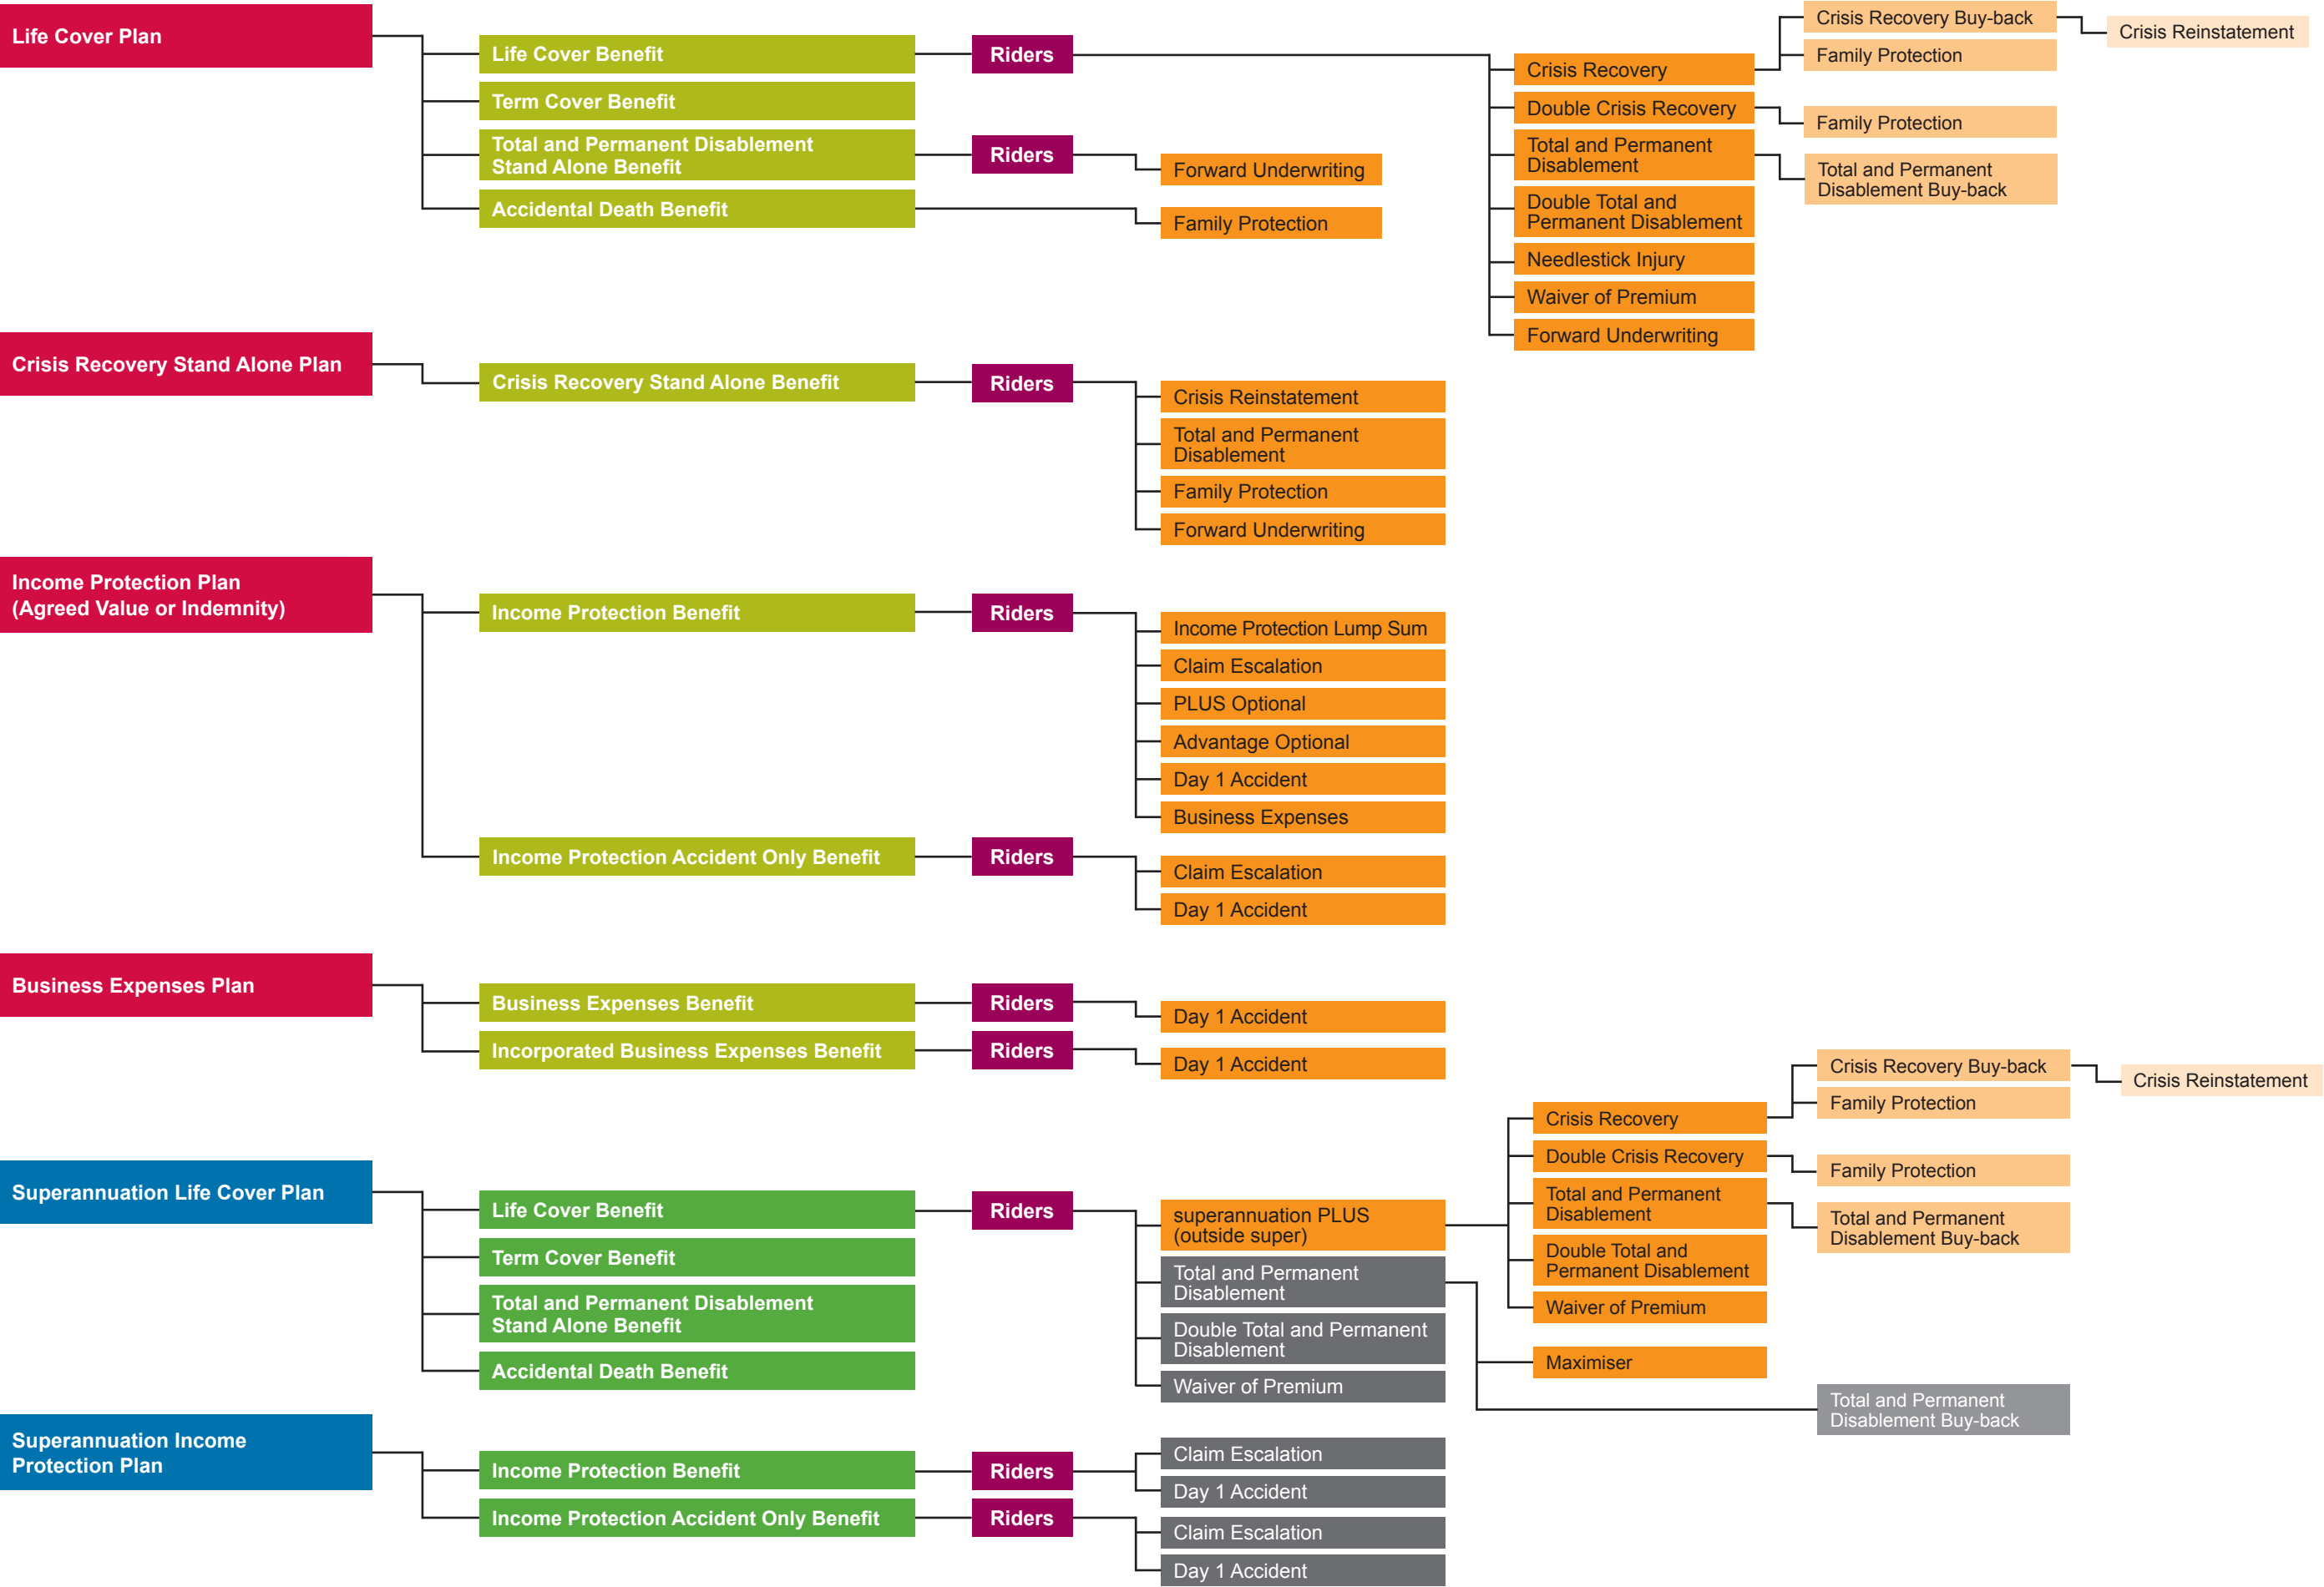 Life Cover Plan
Life Cover Benefit
Riders
Crisis Recovery
Crisis Recovery Buy-back
Crisis Reinstatement
Family Protection
Double Crisis Recovery
Family Protection
Total and Permanent
Disablement
Total and Permanent
Disablement Buy-back
Double Total and
Permanent Disablement
Needlestick Injury
Waiver of Premium
Forward Underwriting
Term Cover Benefit
Total and Permanent Disablement
Stand Alone Benefit
Riders
Forward Underwriting
Accidental Death Benefit
Family Protection
Crisis Recovery Stand Alone Plan
Crisis Recovery Stand Alone Benefit
Riders
Crisis Reinstatement
Total and Permanent
Disablement
Family Protection
Forward Underwriting
Income Protection Plan
(Agreed Value or Indemnity)
Income Protection Benefit
Riders
Income Protection Lump Sum
Claim Escalation
PLUS Optional
Advantage Optional
Day 1 Accident
Business Expenses
Income Protection Accident Only Benefit
Riders
Claim Escalation
Day 1 Accident
Business Expenses Plan
Business Expenses Benefit
Riders
Day 1 Accident
Incorporated Business Expenses Benefit
Riders
Day 1 Accident
Superannuation Life Cover Plan
Life Cover Benefit
Riders
superannuation PLUS
(outside super)
Crisis Recovery
Crisis Recovery Buy-back
Crisis Reinstatement
Family Protection
Double Crisis Recovery
Family Protection
Total and Permanent
Disablement
Total and Permanent
Disablement Buy-back
Double Total and
Permanent Disablement
Waiver of Premium
Total and Permanent
Disablement
Maximiser
Total and Permanent
Disablement Buy-back
Double Total and Permanent
Disablement
Waiver of Premium
Term Cover Benefit
Total and Permanent Disablement
Stand Alone Benefit
Accidental Death Benefit
Superannuation Income
Protection Plan
Income Protection Benefit
Riders
Claim Escalation
Day 1 Accident
Income Protection Accident Only Benefit
Riders
Claim Escalation
Day 1 Accident